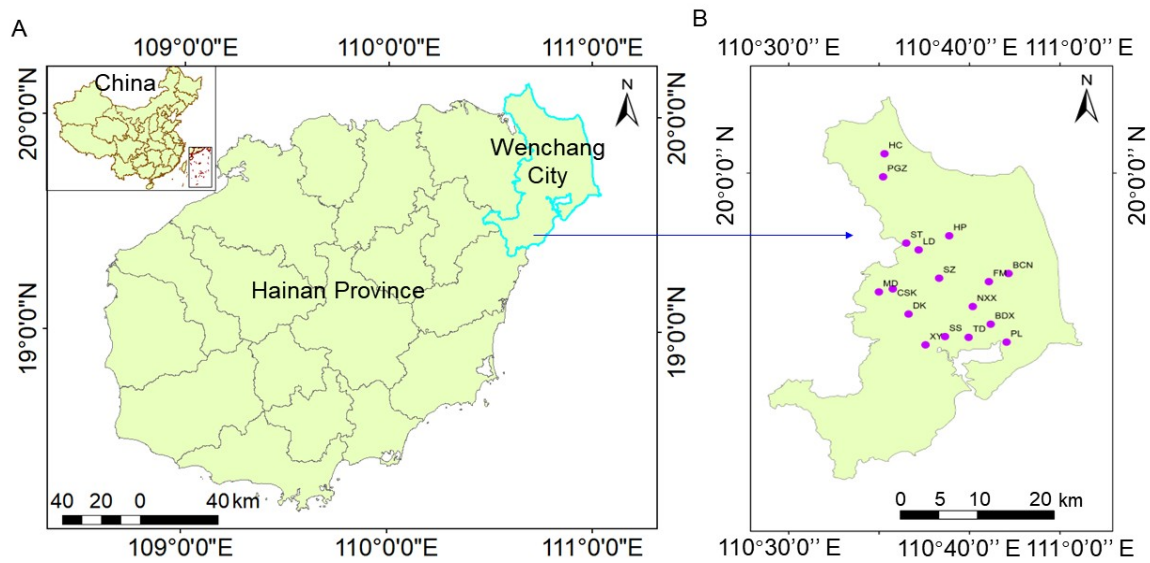 A
B
109°0'0"E
110°0'0"E
111°0'0"E
110°30'0’’ E
110°40'0’’ E
111°0'0’’ E
China
N
N
20°0'0"N
20°0'0"N
20°0'0’’ N
20°0'0’’ N
Wenchang
City
HC
PGZ
ST
LD
HP
SZ
FM
BCN
MD
CSK
NXX
DK
BDX
XY
SS
TD
PL
Hainan Province
19°0'0"N
19°0'0"N
40 20 0 40 km
0 5 10 20 km
109°0'0"E
110°0'0"E
111°0'0"E
110°30'0’’ E
110°40'0’’ E
111°0'0’’ E